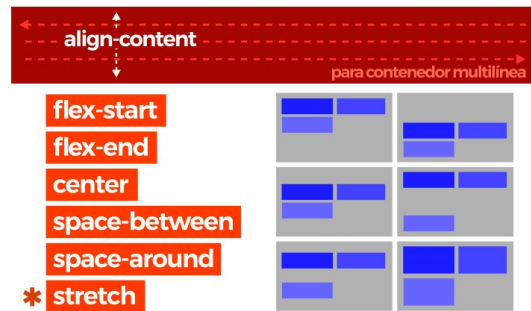 align-content
para contenedor multilínea
flex-start
flex-end
center
space-between
space-around
* stretch